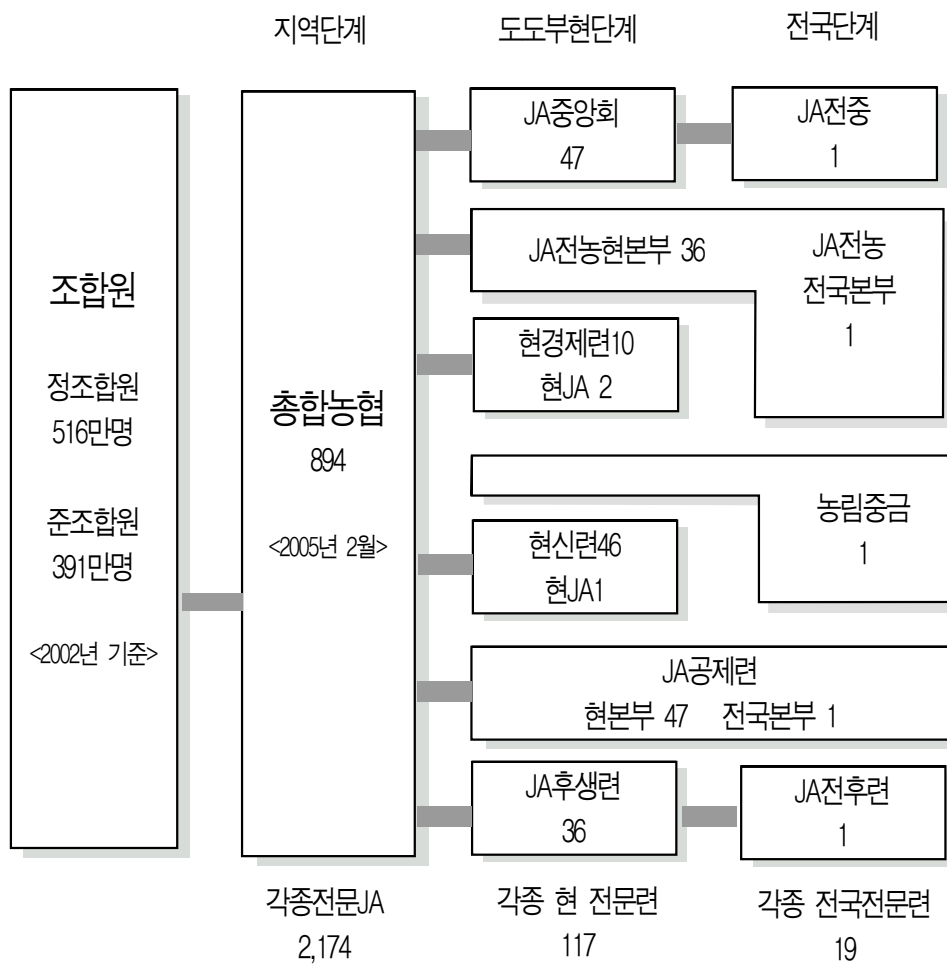 지역단계
도도부현단계
전국단계
조합원
정조합원
516만명
준조합원
391만명
<2002년 기준>
총합농협
894
<2005년 2월>
JA중앙회
47
JA전중
1
JA전농현본부 36
JA전농
전국본부
1
현경제련10
현JA 2
농림중금
1
현신련46
현JA1
JA공제련
현본부 47 전국본부 1
JA후생련
36
JA전후련
1
각종전문JA
2,174
각종 현 전문련
117
각종 전국전문련
19